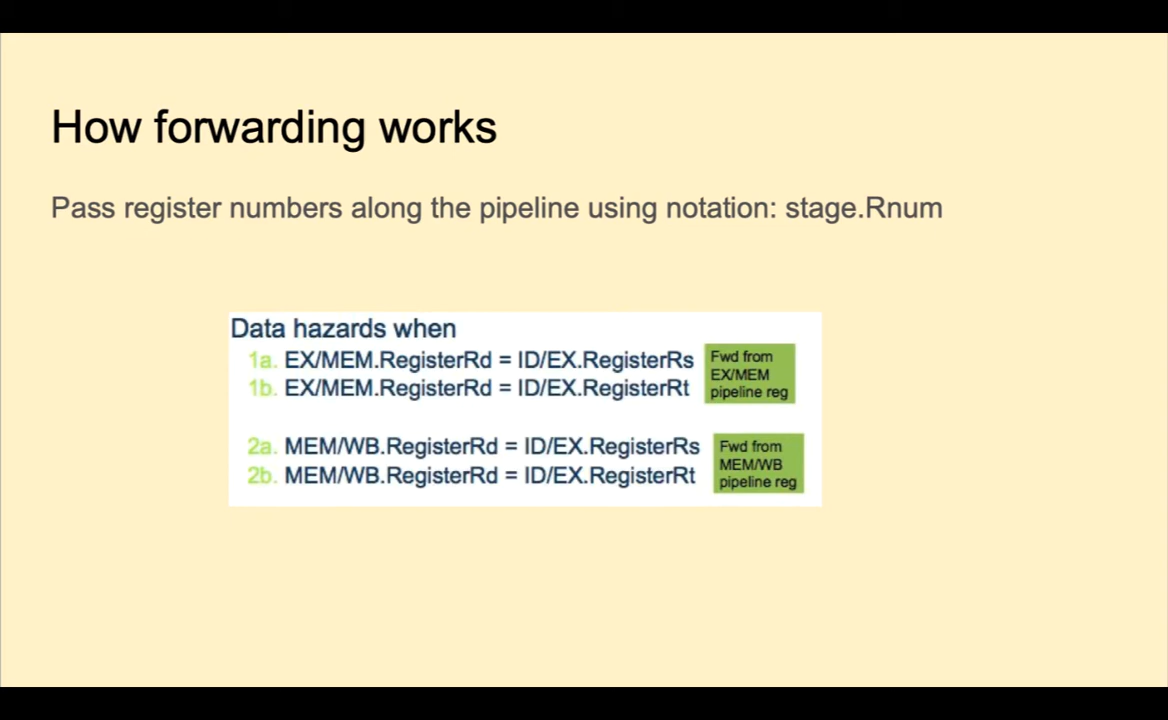 How forwarding works
Pass register numbers along the pipeline using notation: stage.Rnum
Data hazards when
1a. EX/MEM.RegisterRd = ID/EX.RegisterRs
1b. EX/MEM.RegisterRd = ID/EX.RegisterRt
Fwd from
EX/MEM
pipeline reg
2a. MEM/WB.RegisterRd = ID/EX.RegisterRs
2b. MEM/WB.RegisterRd = ID/EX.RegisterRt
Fwd from
MEM/WB
pipeline reg